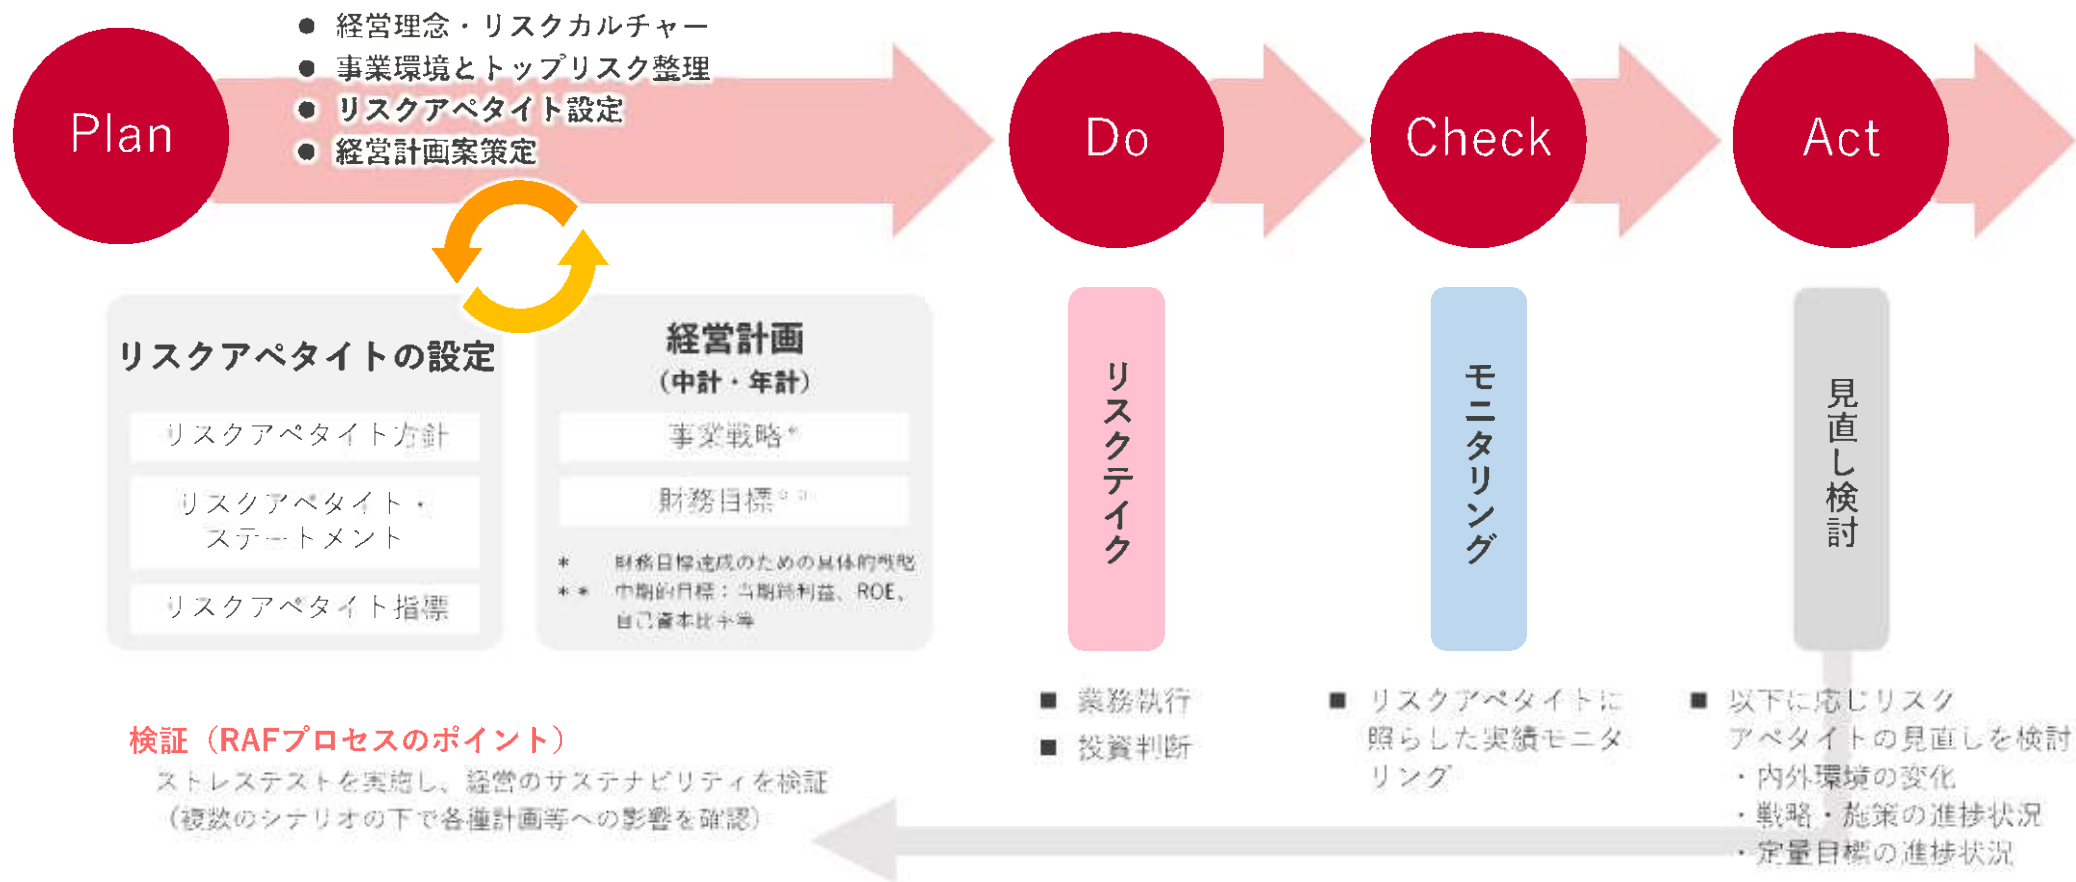 Plan
● 経営理念・リスクカルチャー
● 事業環境とトップリスク整理
● リスクアペタイト設定
● 経営計画案策定
Do
Check
Act
リスクアペタイトの設定
リスクアペタイト方針
リスクアペタイト・
ステートメント
リスクアペタイト指標
経営計画
（中計・年計）
事業戦略*
財務目標**
* 財務目標達成のための具体的戦略
** 中期的目標：当期純利益、ROE、
自己資本比率等
検証（RAFプロセスのポイント）
ストレステストを実施し、経営のサステナビリティを検証
（複数のシナリオの下で各種計画等への影響を確認）
リスクテイク
■ 業務執行
■ 投資判断
モニタリング
■ リスクアペタイトに
照らした実績モニタ
リング
見直し検討
■ 以下に応じリスク
アペタイトの見直しを検討
・内外環境の変化
・戦略・施策の進捗状況
・定量目標の進捗状況